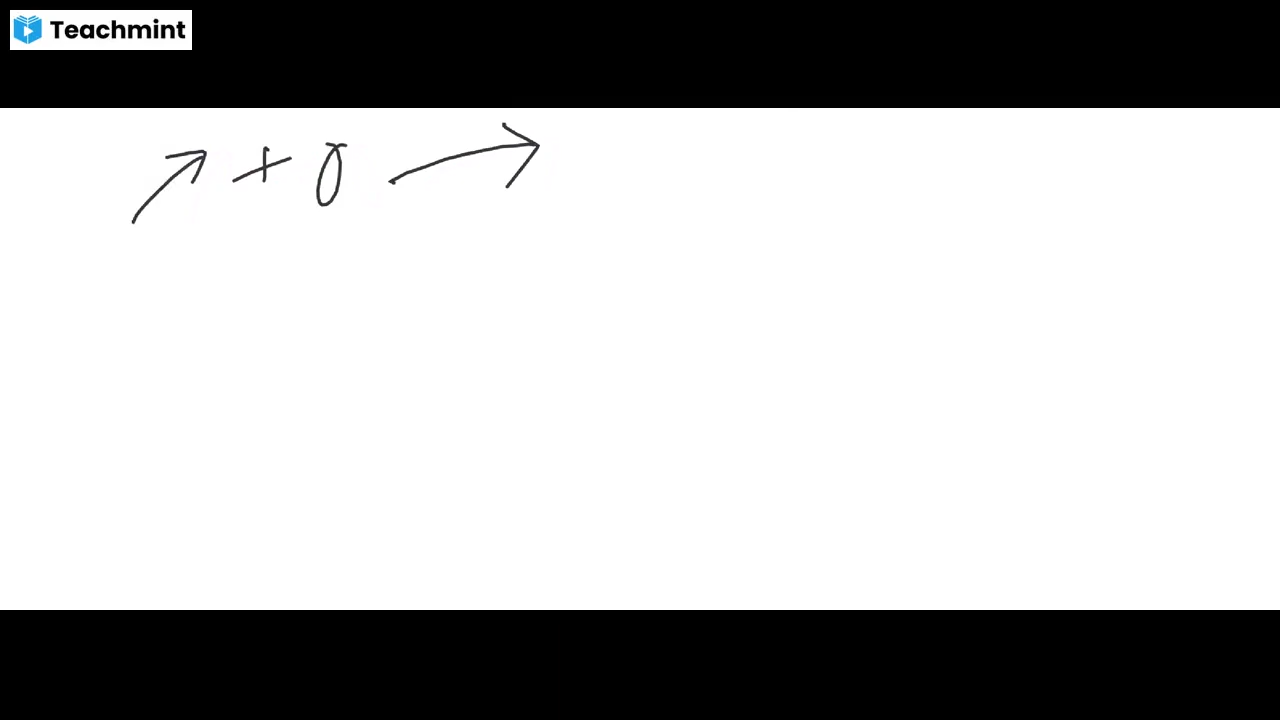 Teachmint
↗ + 0 →